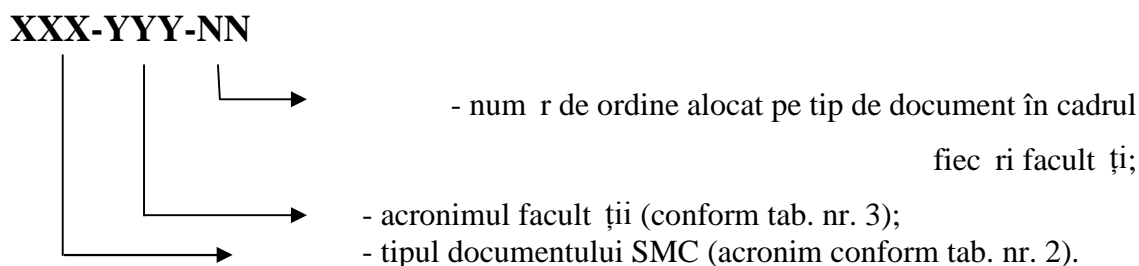 XXX-YYY-NN
- num r de ordine alocat pe tip de document în cadrul
fiec ri facult ți;
- acronimul facult ții (conform tab. nr. 3);
- tipul documentului SMC (acronim conform tab. nr. 2).